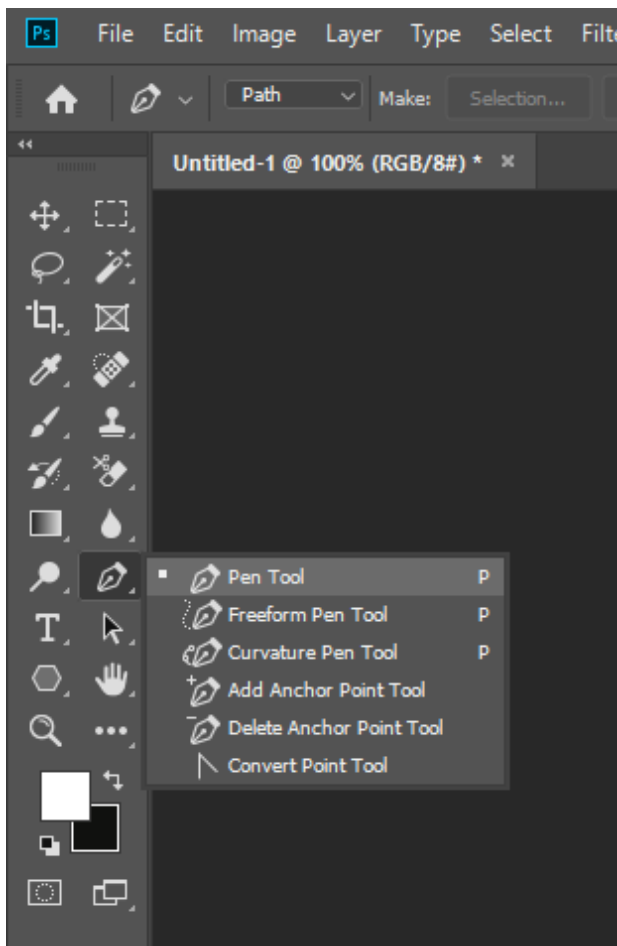 Ps File Edit Image Layer Type Select Filte
Path Make: Selection...
Untitled-1 @ 100% (RGB/8#) * ×
Pen Tool P
Freeform Pen Tool P
Curvature Pen Tool P
Add Anchor Point Tool
Delete Anchor Point Tool
Convert Point Tool
T